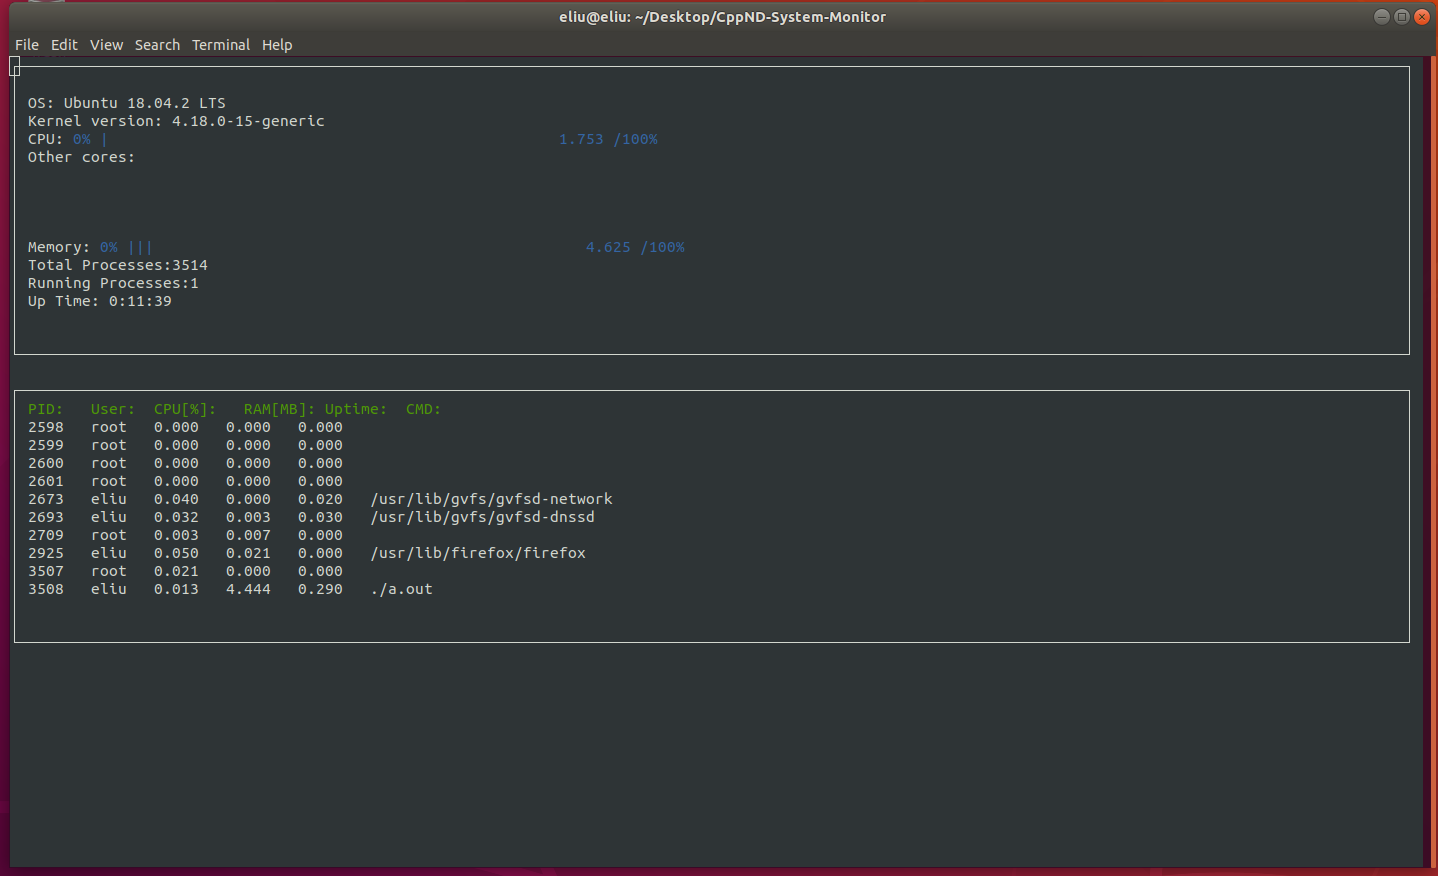 eliu@eliu: ~/Desktop/CppND-System-Monitor
File Edit View Search Terminal Help
OS: Ubuntu 18.04.2 LTS
Kernel version: 4.18.0-15-generic
CPU: 0% | 1.753 /100%
Other cores:
Memory: 0% ||| 4.625 /100%
Total Processes:3514
Running Processes:1
Up Time: 0:11:39
PID: User: CPU[%]: RAM[MB]: Uptime: CMD:
2598 root 0.000 0.000 0.000
2599 root 0.000 0.000 0.000
2600 root 0.000 0.000 0.000
2601 root 0.000 0.000 0.000
2673 eliu 0.040 0.000 0.020 /usr/lib/gvfs/gvfsd-network
2693 eliu 0.032 0.003 0.030 /usr/lib/gvfs/gvfsd-dnssd
2709 root 0.003 0.007 0.000
2925 eliu 0.050 0.021 0.000 /usr/lib/firefox/firefox
3507 root 0.021 0.000 0.000
3508 eliu 0.013 4.444 0.290 ./a.out